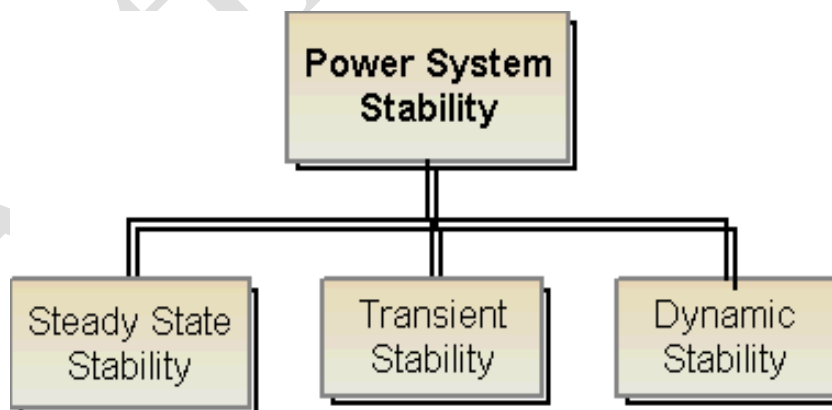 Power System
Stability
Steady State
Stability
Transient
Stability
Dynamic
Stability